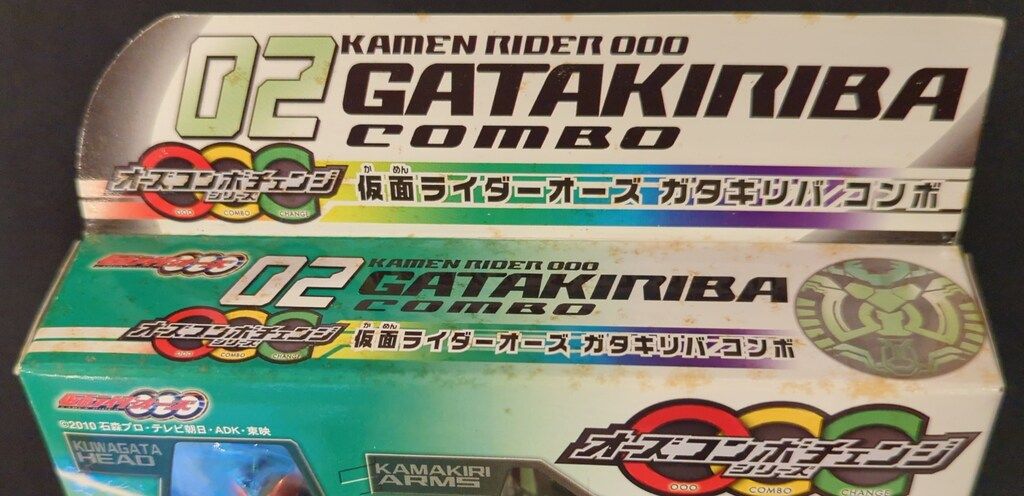 02
KAMEN RIDER OOO
GATAKIRIBA
COMBO
オーズコンボチェンジ
シリーズ
OOO COMBO CHANGE
かめん
仮面ライダーオーズ ガタキリバ コンボ
仮面ライダーオーズ
02
KAMEN RIDER OOO
GATAKIRIBA
COMBO
オーズコンボチェンジ
シリーズ
OOO COMBO CHANGE
かめん
仮面ライダーオーズ ガタキリバ コンボ
仮面ライダーオーズ
©2010 石森プロ・テレビ朝日・ADK・東映
KUWAGATA
HEAD
KAMAKIRI
ARMS
オーズコンボチェンジ
シリーズ
OOO COMBO CHANGE